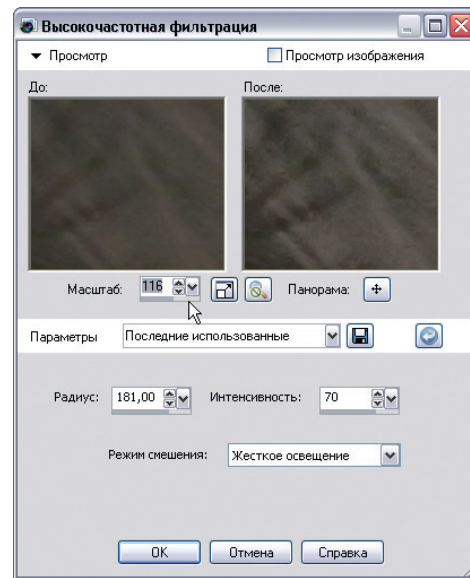 Высокочастотная фильтрация
Просмотр
Просмотр изображения
До:
После:
Масштаб: 116
Панорама:
Параметры Последние использованные
Радиус: 181,00 Интенсивность: 70
Режим смешения: Жесткое освещение
OK Отмена Справка